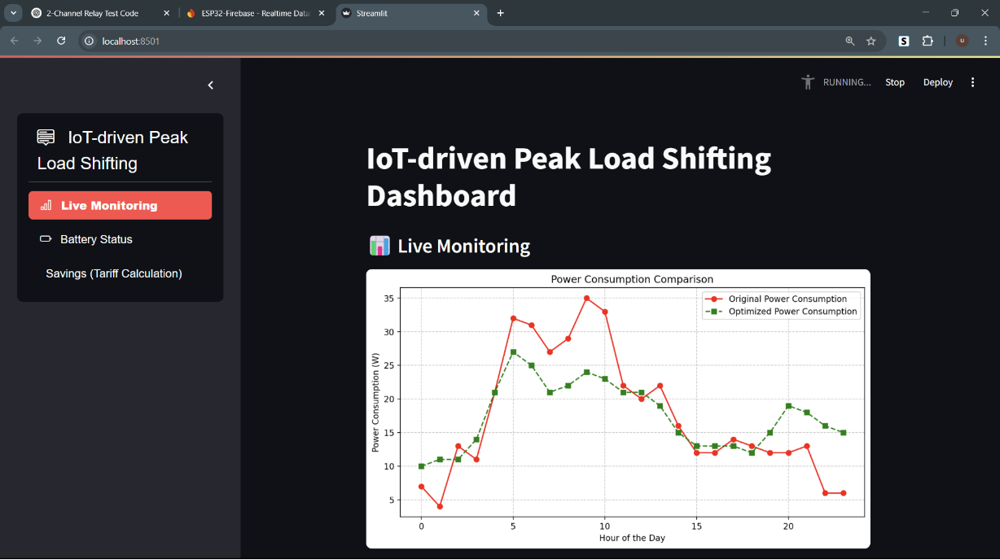 2-Channel Relay Test Code
ESP32-Firebase - Realtime Data
Streamlit
localhost:8501
S
u
RUNNING...
Stop
Deploy
IoT-driven Peak
Load Shifting
Live Monitoring
Battery Status
Savings (Tariff Calculation)
IoT-driven Peak Load Shifting
Dashboard
Live Monitoring
Power Consumption Comparison
Original Power Consumption
Optimized Power Consumption
Power Consumption (W)
35
30
25
20
15
10
5
0 5 10 15 20
Hour of the Day